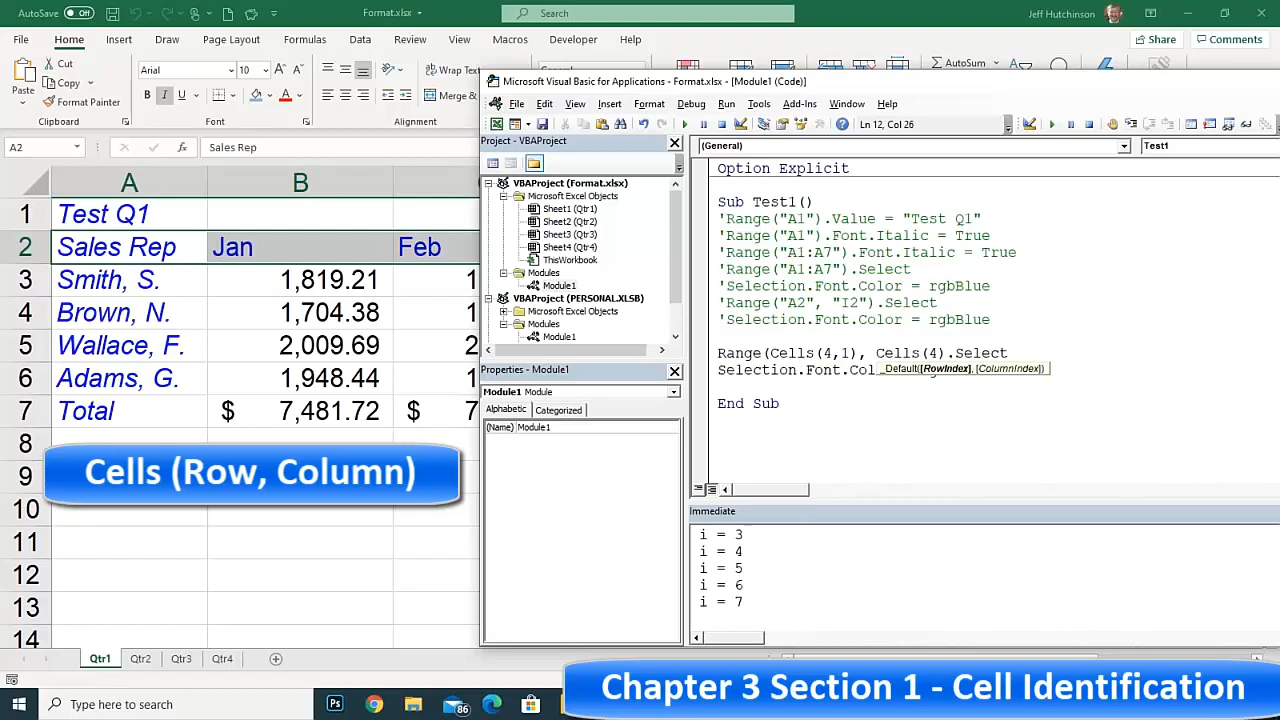 AutoSave Off
Format.xlsx
Search
Jeff Hutchinson
File Home Insert Draw Page Layout Formulas Data Review View Macros Developer Help
Share Comments
Paste
Cut
Copy
Format Painter
Clipboard
Arial 10
B I U
Font
Wrap Text
Merge &
Alignment
AutoSum
A2
Sales Rep
A B
1 Test Q1
2 Sales Rep Jan Feb
3 Smith, S. 1,819.21 1
4 Brown, N. 1,704.38 1
5 Wallace, F. 2,009.69 2
6 Adams, G. 1,948.44 1
7 Total $ 7,481.72 $ 7
8
9
10
11
12
13
14
Cells (Row, Column)
Qtr1 Qtr2 Qtr3 Qtr4
Microsoft Visual Basic for Applications - Format.xlsx - [Module1 (Code)]
File Edit View Insert Format Debug Run Tools Add-Ins Window Help
Ln 12, Col 26
Project - VBAProject
VBAProject (Format.xlsx)
Microsoft Excel Objects
Sheet1 (Qtr1)
Sheet2 (Qtr2)
Sheet3 (Qtr3)
Sheet4 (Qtr4)
ThisWorkbook
Modules
Module1
VBAProject (PERSONAL.XLSB)
Microsoft Excel Objects
Modules
Module1
Properties - Module1
Module1 Module
Alphabetic Categorized
(Name) Module1
(General)
Test1
Option Explicit
Sub Test1()
'Range("A1").Value = "Test Q1"
'Range("A1").Font.Italic = True
'Range("A1:A7").Font.Italic = True
'Range("A1:A7").Select
'Selection.Font.Color = rgbBlue
'Range("A2", "I2").Select
'Selection.Font.Color = rgbBlue
Range(Cells(4,1), Cells(4).Select
Selection.Font.Col
_Default([RowIndex], [ColumnIndex])
End Sub
Immediate
i = 3
i = 4
i = 5
i = 6
i = 7
Chapter 3 Section 1 - Cell Identification
Type here to search
Ps
86